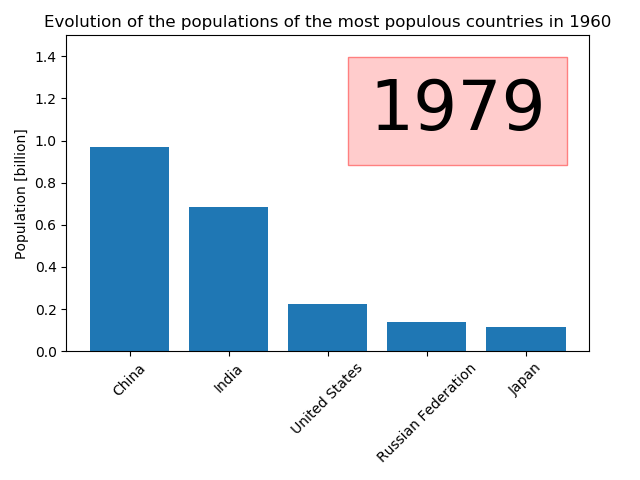 Evolution of the populations of the most populous countries in 1960
1979
Population [billion]
1.4
1.2
1.0
0.8
0.6
0.4
0.2
0.0
China
India
United States
Russian Federation
Japan